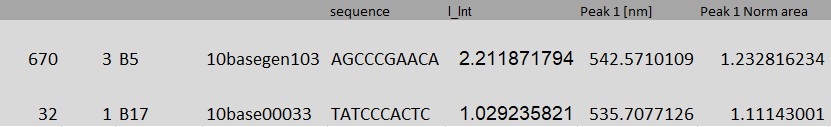 sequence I_Int Peak 1 [nm] Peak 1 Norm area
670 3 B5 10basegen103 AGCCCGAACA 2.211871794 542.5710109 1.232816234
32 1 B17 10base00033 TATCCCACTC 1.029235821 535.7077126 1.11143001